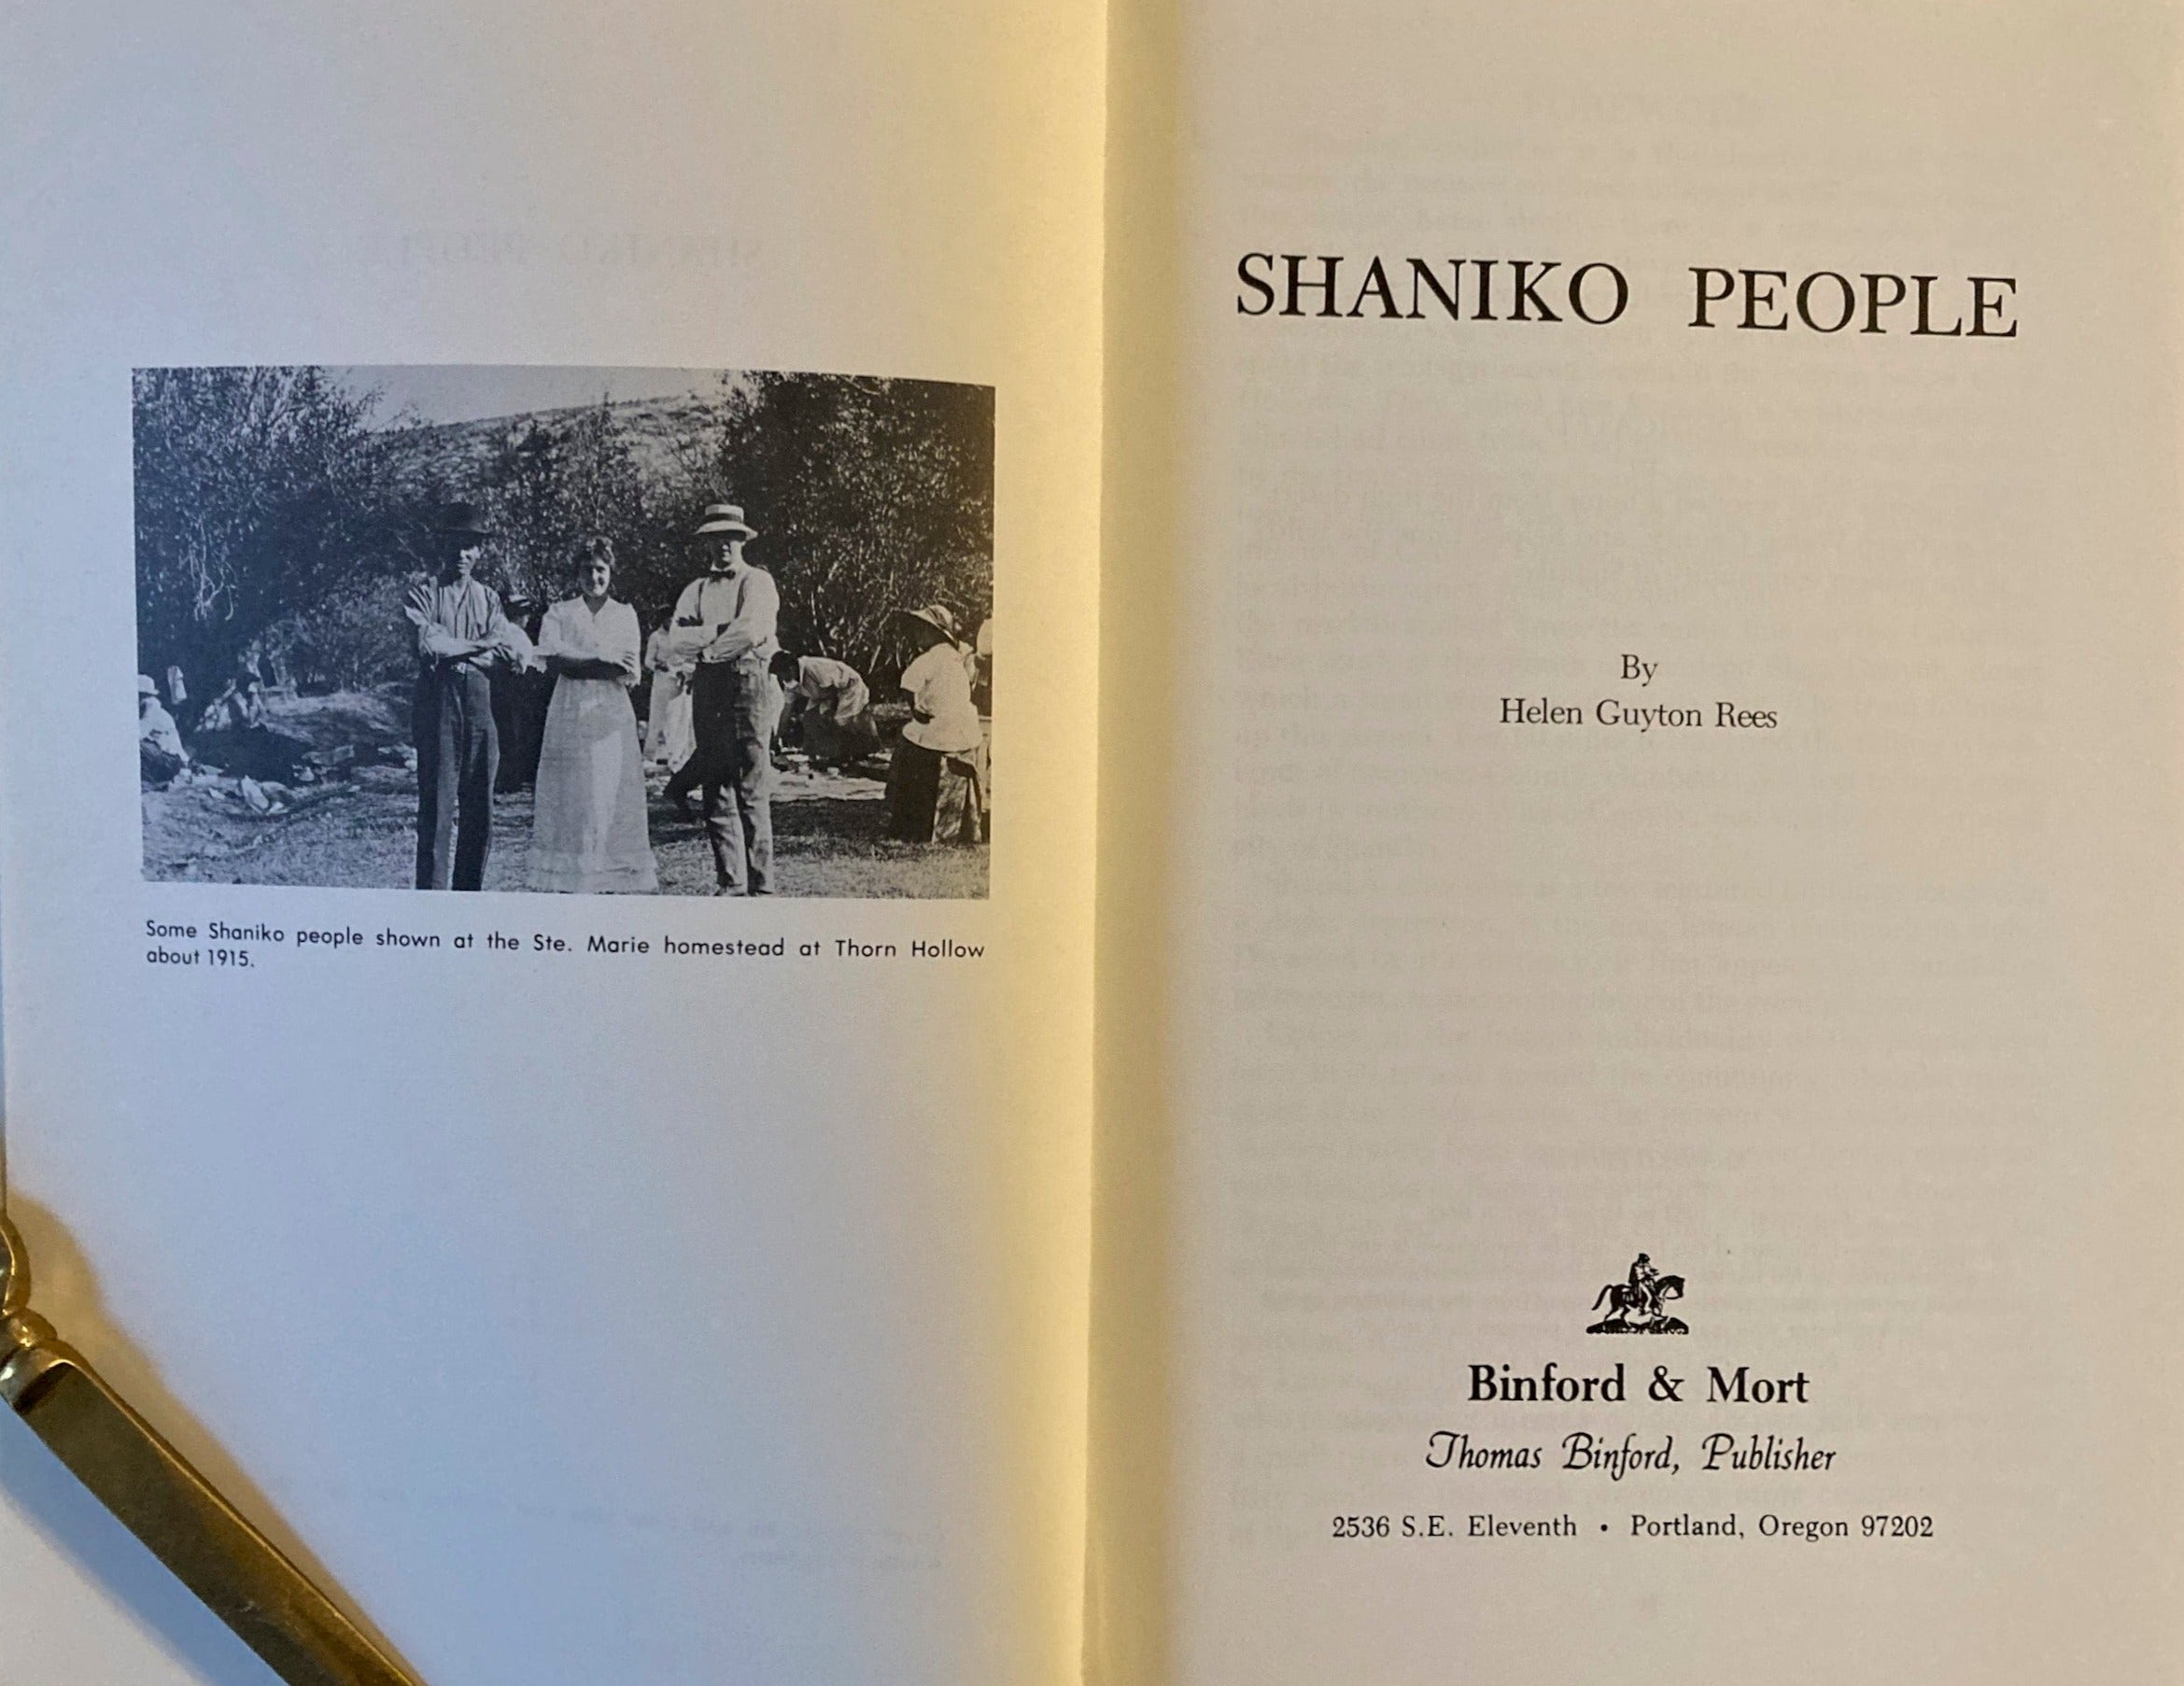 Some Shaniko people shown at the Ste. Marie homestead at Thorn Hollow
about 1915.
SHANIKO PEOPLE
By
Helen Guyton Rees
Binford & Mort
Thomas Binford, Publisher
2536 S.E. Eleventh • Portland, Oregon 97202